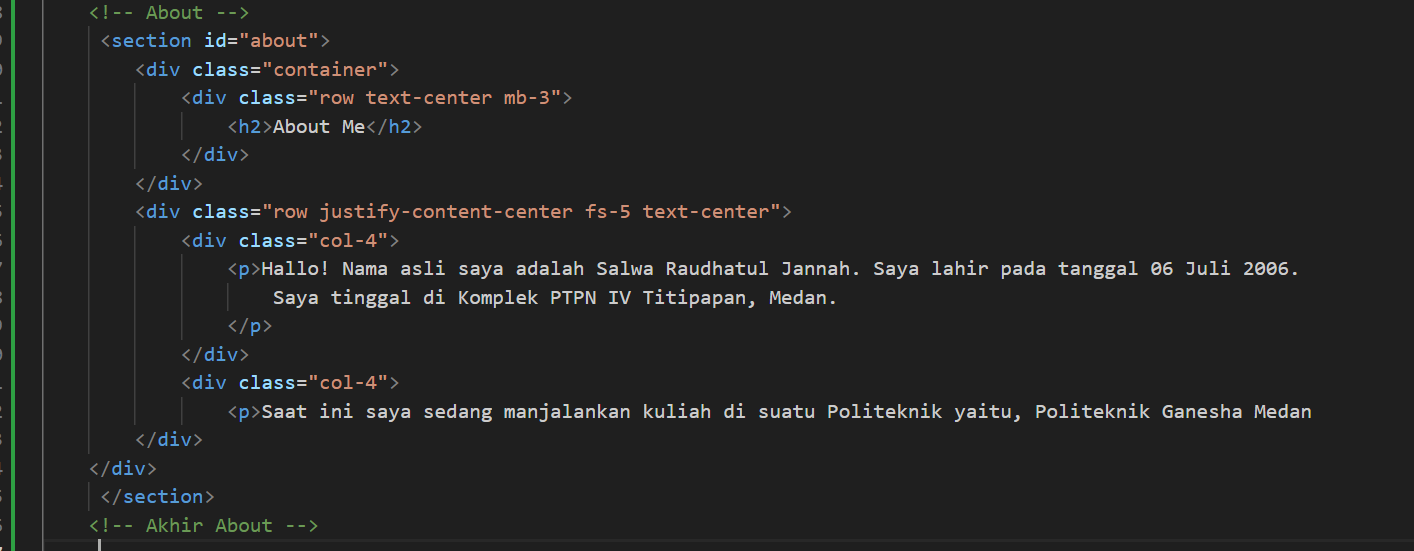 <!-- About -->
<section id="about">
<div class="container">
<div class="row text-center mb-3">
<h2>About Me</h2>
</div>
</div>
<div class="row justify-content-center fs-5 text-center">
<div class="col-4">
<p>Hallo! Nama asli saya adalah Salwa Raudhatul Jannah. Saya lahir pada tanggal 06 Juli 2006.
Saya tinggal di Komplek PTPN IV Titipapan, Medan.
</p>
</div>
<div class="col-4">
<p>Saat ini saya sedang manjalankan kuliah di suatu Politeknik yaitu, Politeknik Ganesha Medan
</div>
</div>
</section>
<!-- Akhir About -->